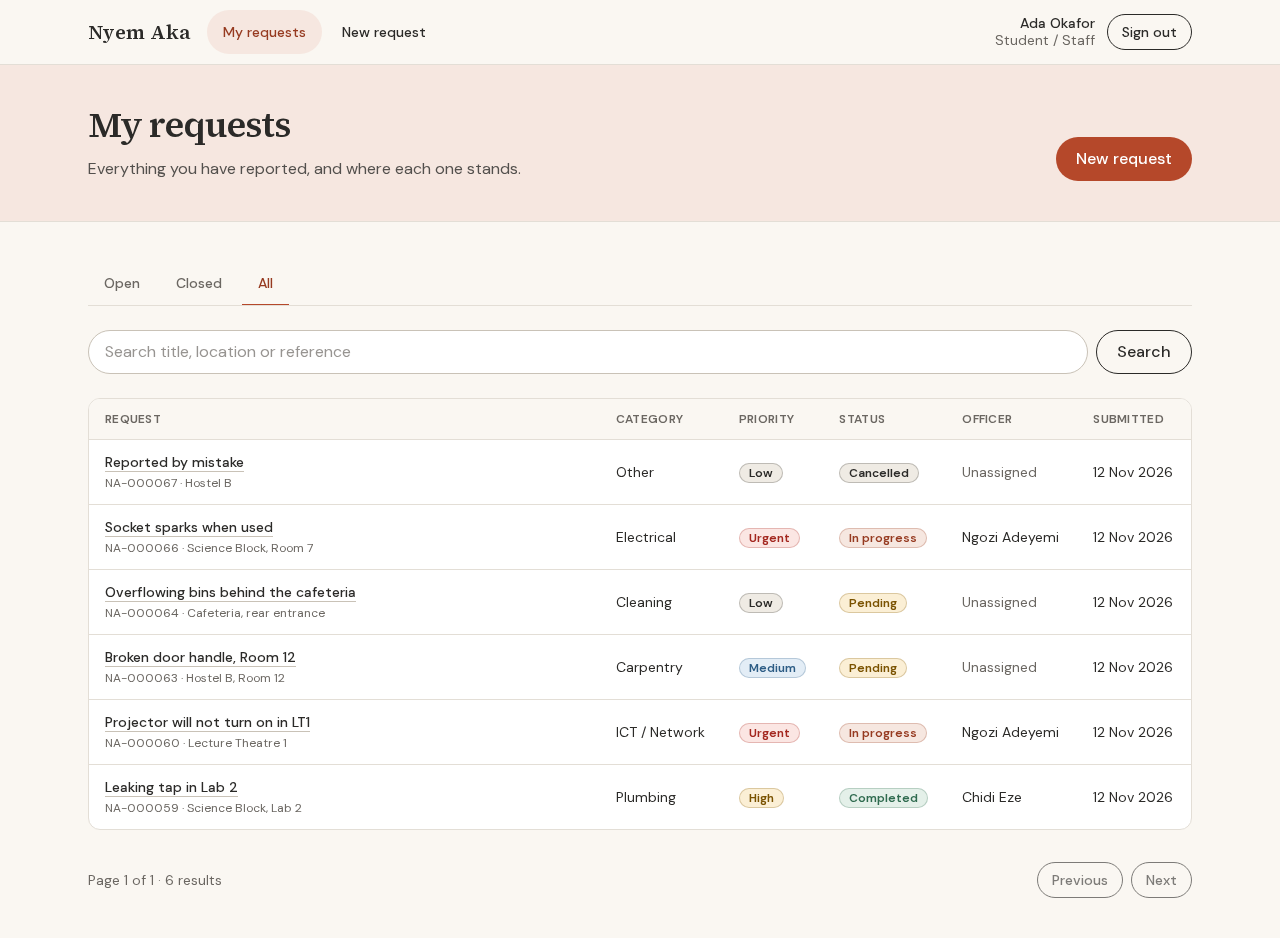 Nyem Aka
My requests
New request
Ada Okafor
Student / Staff
Sign out
My requests
Everything you have reported, and where each one stands.
New request
Open
Closed
All
Search title, location or reference
Search
REQUEST CATEGORY PRIORITY STATUS OFFICER SUBMITTED
Reported by mistake
NA-000067 · Hostel B
Other Low Cancelled Unassigned 12 Nov 2026
Socket sparks when used
NA-000066 · Science Block, Room 7
Electrical Urgent In progress Ngozi Adeyemi 12 Nov 2026
Overflowing bins behind the cafeteria
NA-000064 · Cafeteria, rear entrance
Cleaning Low Pending Unassigned 12 Nov 2026
Broken door handle, Room 12
NA-000063 · Hostel B, Room 12
Carpentry Medium Pending Unassigned 12 Nov 2026
Projector will not turn on in LT1
NA-000060 · Lecture Theatre 1
ICT / Network Urgent In progress Ngozi Adeyemi 12 Nov 2026
Leaking tap in Lab 2
NA-000059 · Science Block, Lab 2
Plumbing High Completed Chidi Eze 12 Nov 2026
Page 1 of 1 · 6 results
Previous
Next